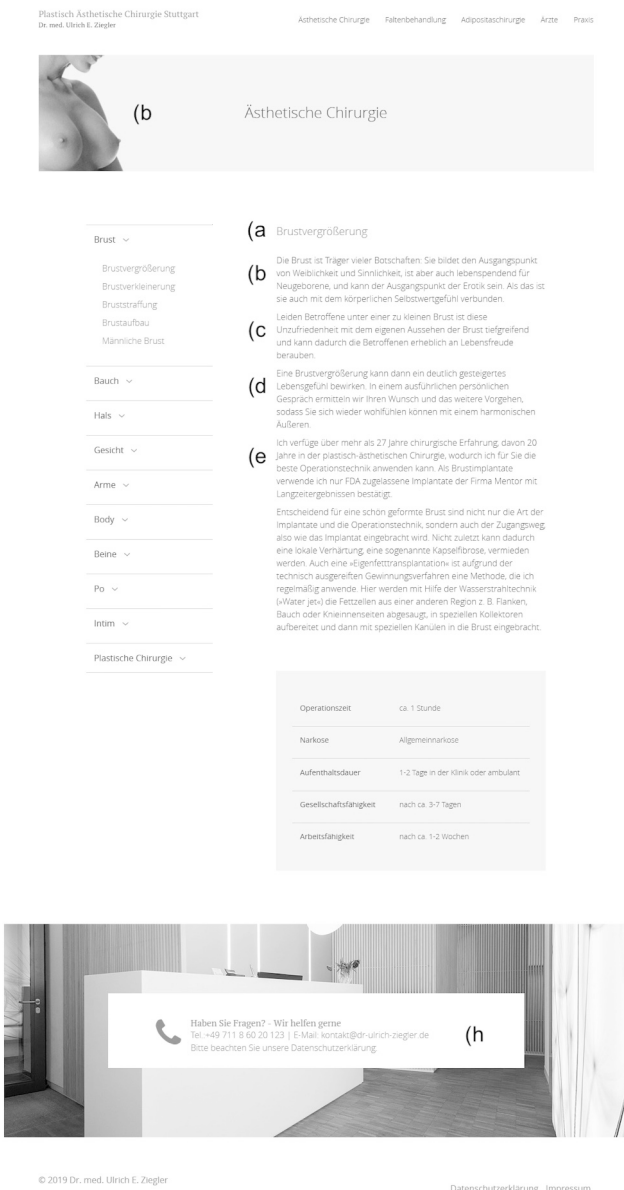 Plastisch Ästhetische Chirurgie Stuttgart
Dr. med. Ulrich E. Ziegler
Ästhetische Chirurgie Faltenbehandlung Adipositaschirurgie Ärzte Praxis
(b
Ästhetische Chirurgie
Brust
Brustvergrößerung
Brustverkleinerung
Bruststraffung
Brustaufbau
Männliche Brust
Bauch
Hals
Gesicht
Arme
Body
Beine
Po
Intim
Plastische Chirurgie
(a Brustvergrößerung
(b
Die Brust ist Träger vieler Botschaften: Sie bildet den Ausgangspunkt
von Weiblichkeit und Sinnlichkeit, ist aber auch lebenspendend für
Neugeborene, und kann der Ausgangspunkt der Erotik sein. Als das ist
sie auch mit dem körperlichen Selbstwertgefühl verbunden.
(c
Leiden Betroffene unter einer zu kleinen Brust ist diese
Unzufriedenheit mit dem eigenen Aussehen der Brust tiefgreifend
und kann dadurch die Betroffenen erheblich an Lebensfreude
berauben.
(d
Eine Brustvergrößerung kann dann ein deutlich gesteigertes
Lebensgefühl bewirken. In einem ausführlichen persönlichen
Gespräch ermitteln wir Ihren Wunsch und das weitere Vorgehen,
sodass Sie sich wieder wohlfühlen können mit einem harmonischen
Äußeren.
(e
Ich verfüge über mehr als 27 Jahre chirurgische Erfahrung, davon 20
Jahre in der plastisch-ästhetischen Chirurgie, wodurch ich für Sie die
beste Operationstechnik anwenden kann. Als Brustimplantate
verwende ich nur FDA zugelassene Implantate der Firma Mentor mit
Langzeitergebnissen bestätigt.
Entscheidend für eine schön geformte Brust sind nicht nur die Art der
Implantate und die Operationstechnik, sondern auch der Zugangsweg,
also wie das Implantat eingebracht wird. Nicht zuletzt kann dadurch
eine lokale Verhärtung, eine sogenannte Kapselfibrose, vermieden
werden. Auch eine »Eigenfetttransplantation« ist aufgrund der
technisch ausgereiften Gewinnungsverfahren eine Methode, die ich
regelmäßig anwende. Hier werden mit Hilfe der Wasserstrahltechnik
(»Water jet«) die Fettzellen aus einer anderen Region z. B. Flanken,
Bauch oder Knieinnenseiten abgesaugt, in speziellen Kollektoren
aufbereitet und dann mit speziellen Kanülen in die Brust eingebracht.
Operationszeit ca. 1 Stunde
Narkose Allgemeinnarkose
Aufenthaltsdauer 1-2 Tage in der Klinik oder ambulant
Gesellschaftsfähigkeit nach ca. 3-7 Tagen
Arbeitsfähigkeit nach ca. 1-2 Wochen
Haben Sie Fragen? - Wir helfen gerne
Tel.:+49 711 8 60 20 123 | E-Mail. kontakt@dr-ulrich-ziegler.de
Bitte beachten Sie unsere Datenschutzerklärung.
(h
© 2019 Dr. med. Ulrich E. Ziegler
Datenschutzerklärung Impressum